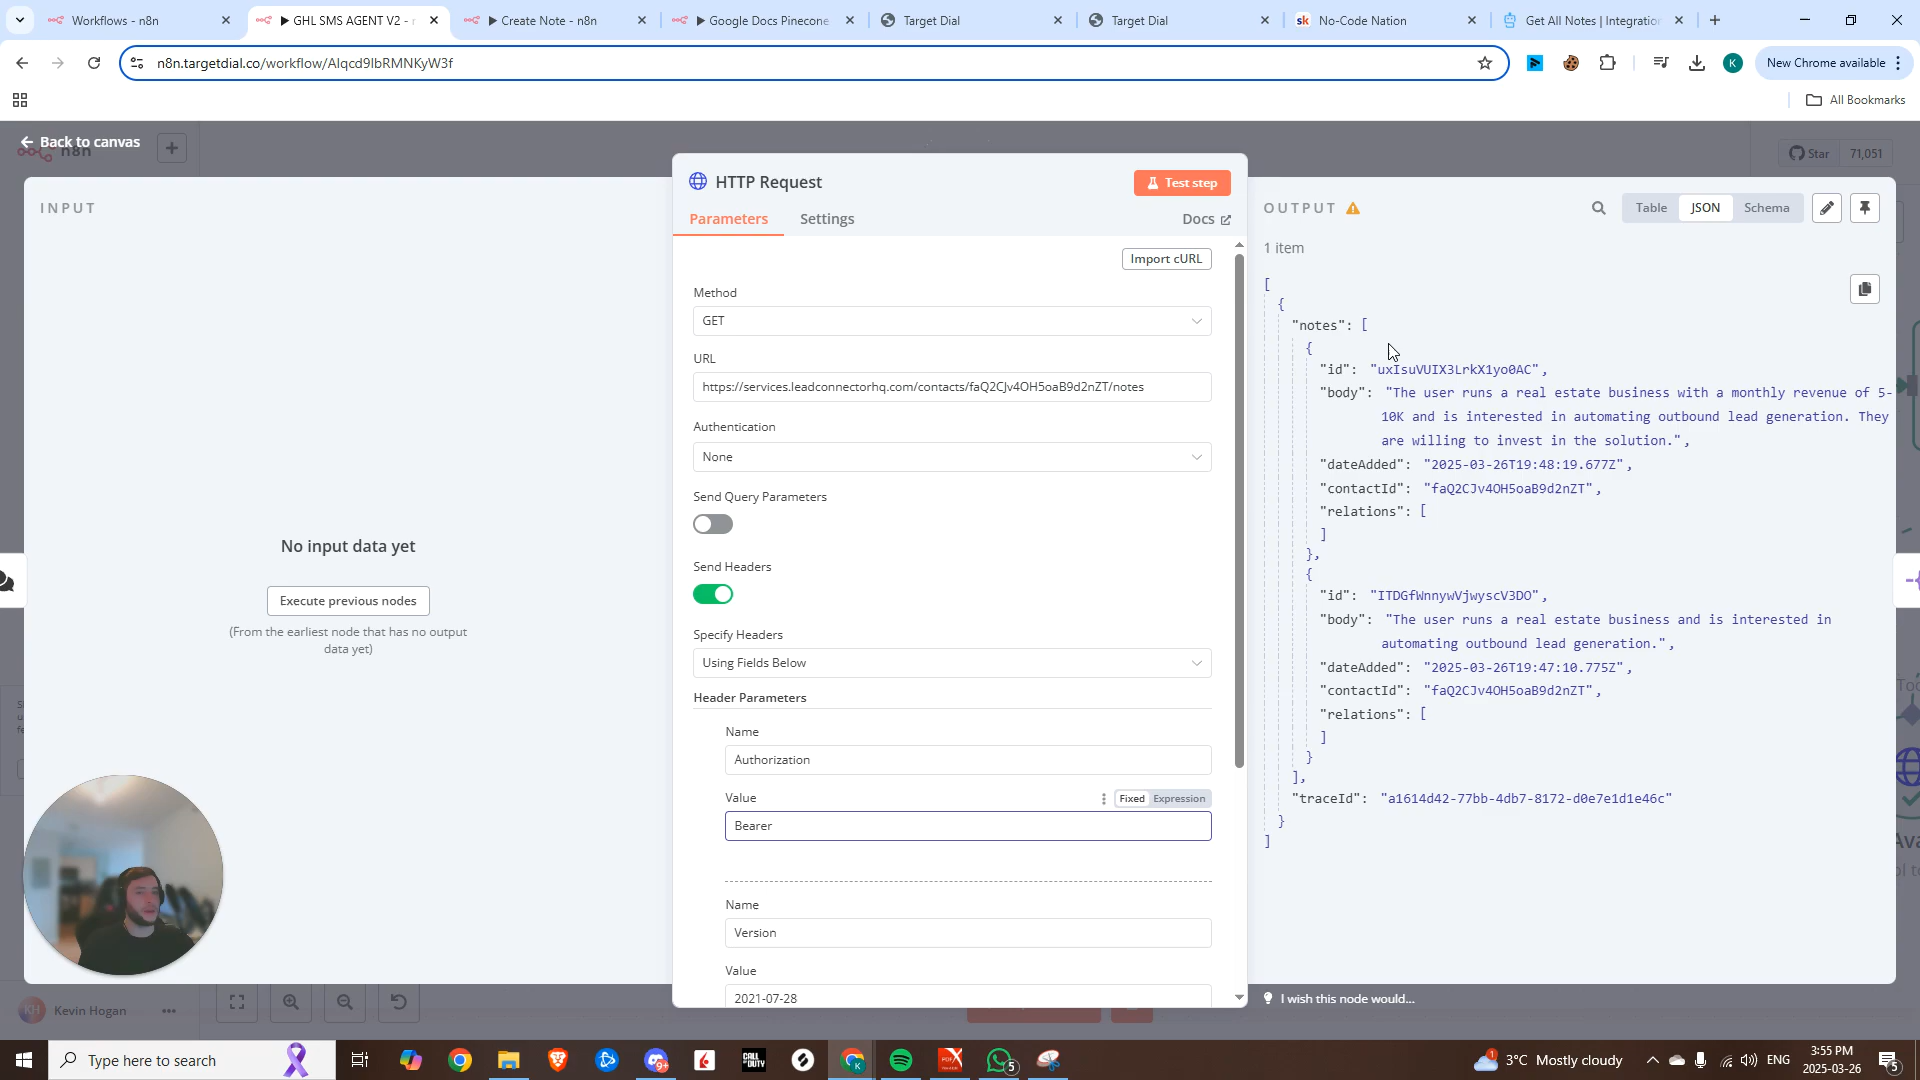 Workflows - n8n
▶ GHL SMS AGENT V2 - n
▶ Create Note - n8n
▶ Google Docs Pinecone
Target Dial
Target Dial
No-Code Nation
Get All Notes | Integration
n8n.targetdial.co/workflow/AIqcd9lbRMNKyW3f
K
New Chrome available
All Bookmarks
Back to canvas
n8n
Star
71,051
INPUT
HTTP Request
Test step
Parameters
Settings
Docs
OUTPUT
Table
JSON
Schema
1 item
Import cURL
Method
GET
URL
https://services.leadconnectorhq.com/contacts/faQ2CJv4OH5oaB9d2nZT/notes
Authentication
None
Send Query Parameters
Send Headers
Specify Headers
Using Fields Below
Header Parameters
Name
Authorization
Value
Fixed
Expression
Bearer
Name
Version
Value
2021-07-28
No input data yet
Execute previous nodes
(From the earliest node that has no output
data yet)
[
{
"notes": [
{
"id": "uxIsuVUIX3LrkX1yo0AC",
"body": "The user runs a real estate business with a monthly revenue of 5-
10K and is interested in automating outbound lead generation. They
are willing to invest in the solution.",
"dateAdded": "2025-03-26T19:48:19.677Z",
"contactId": "faQ2CJv4OH5oaB9d2nZT",
"relations": [
]
},
{
"id": "ITDGfWnnywVjwyscV3DO",
"body": "The user runs a real estate business and is interested in
automating outbound lead generation.",
"dateAdded": "2025-03-26T19:47:10.775Z",
"contactId": "faQ2CJv4OH5oaB9d2nZT",
"relations": [
]
}
],
"traceId": "a1614d42-77bb-4db7-8172-d0e7e1d1e46c"
}
]
I wish this node would...
KH
Kevin Hogan
Type here to search
3°C Mostly cloudy
ENG
3:55 PM
2025-03-26
5